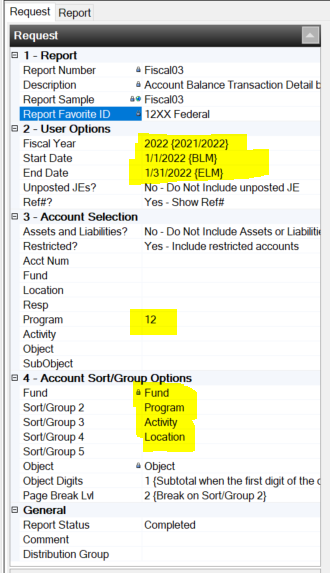 Request Report
Request
1 - Report
Report Number Fiscal03
Description Account Balance Transaction Detail b
Report Sample Fiscal03
Report Favorite ID 12XX Federal
2 - User Options
Fiscal Year 2022 {2021/2022}
Start Date 1/1/2022 {BLM}
End Date 1/31/2022 {ELM}
Unposted JEs? No - Do Not Include unposted JE
Ref#? Yes - Show Ref#
3 - Account Selection
Assets and Liabilities? No - Do Not Include Assets or Liabilitie
Restricted? Yes - Include restricted accounts
Acct Num
Fund
Location
Resp
Program 12
Activity
Object
SubObject
4 - Account Sort/Group Options
Fund Fund
Sort/Group 2 Program
Sort/Group 3 Activity
Sort/Group 4 Location
Sort/Group 5
Object Object
Object Digits 1 {Subtotal when the first digit of the o
Page Break Lvl 2 {Break on Sort/Group 2}
General
Report Status Completed
Comment
Distribution Group